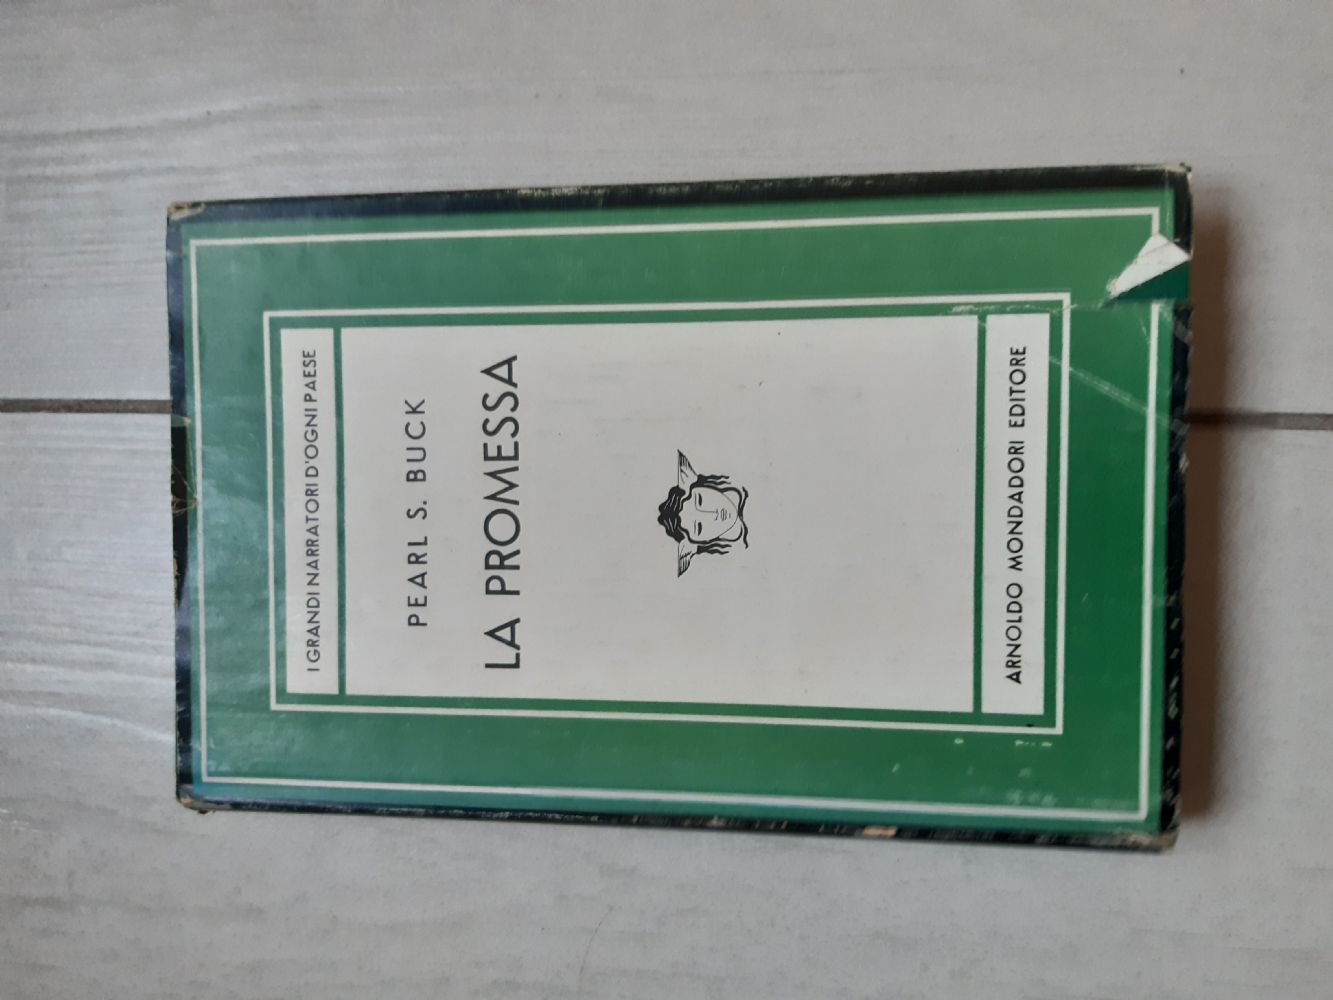 I GRANDI NARRATORI D'OGNI PAESE
PEARL S. BUCK
LA PROMESSA
ARNOLDO MONDADORI EDITORE